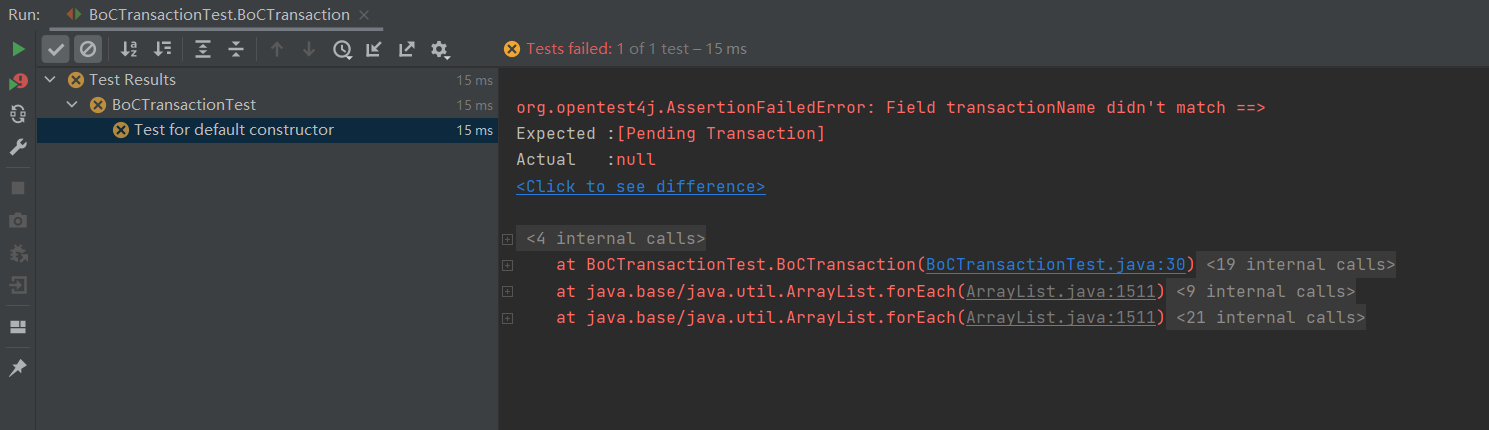 Run: BoCTransactionTest.BoCTransaction
Tests failed: 1 of 1 test – 15 ms
Test Results 15 ms
BoCTransactionTest 15 ms
Test for default constructor 15 ms
org.opentest4j.AssertionFailedError: Field transactionName didn't match ==>
Expected :[Pending Transaction]
Actual :null
<Click to see difference>
<4 internal calls>
at BoCTransactionTest.BoCTransaction(BoCTransactionTest.java:30) <19 internal calls>
at java.base/java.util.ArrayList.forEach(ArrayList.java:1511) <9 internal calls>
at java.base/java.util.ArrayList.forEach(ArrayList.java:1511) <21 internal calls>